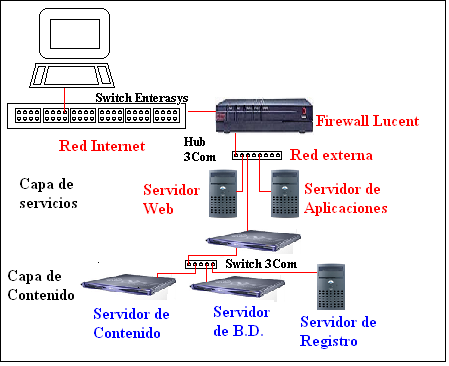 Switch Enterasys
Firewall Lucent
Red Internet
Hub
3Com
Red externa
Capa de
servicios
Servidor
Web
Servidor de
Aplicaciones
Switch 3Com
Capa de
Contenido
Servidor de
Contenido
Servidor
de B.D.
Servidor de
Registro